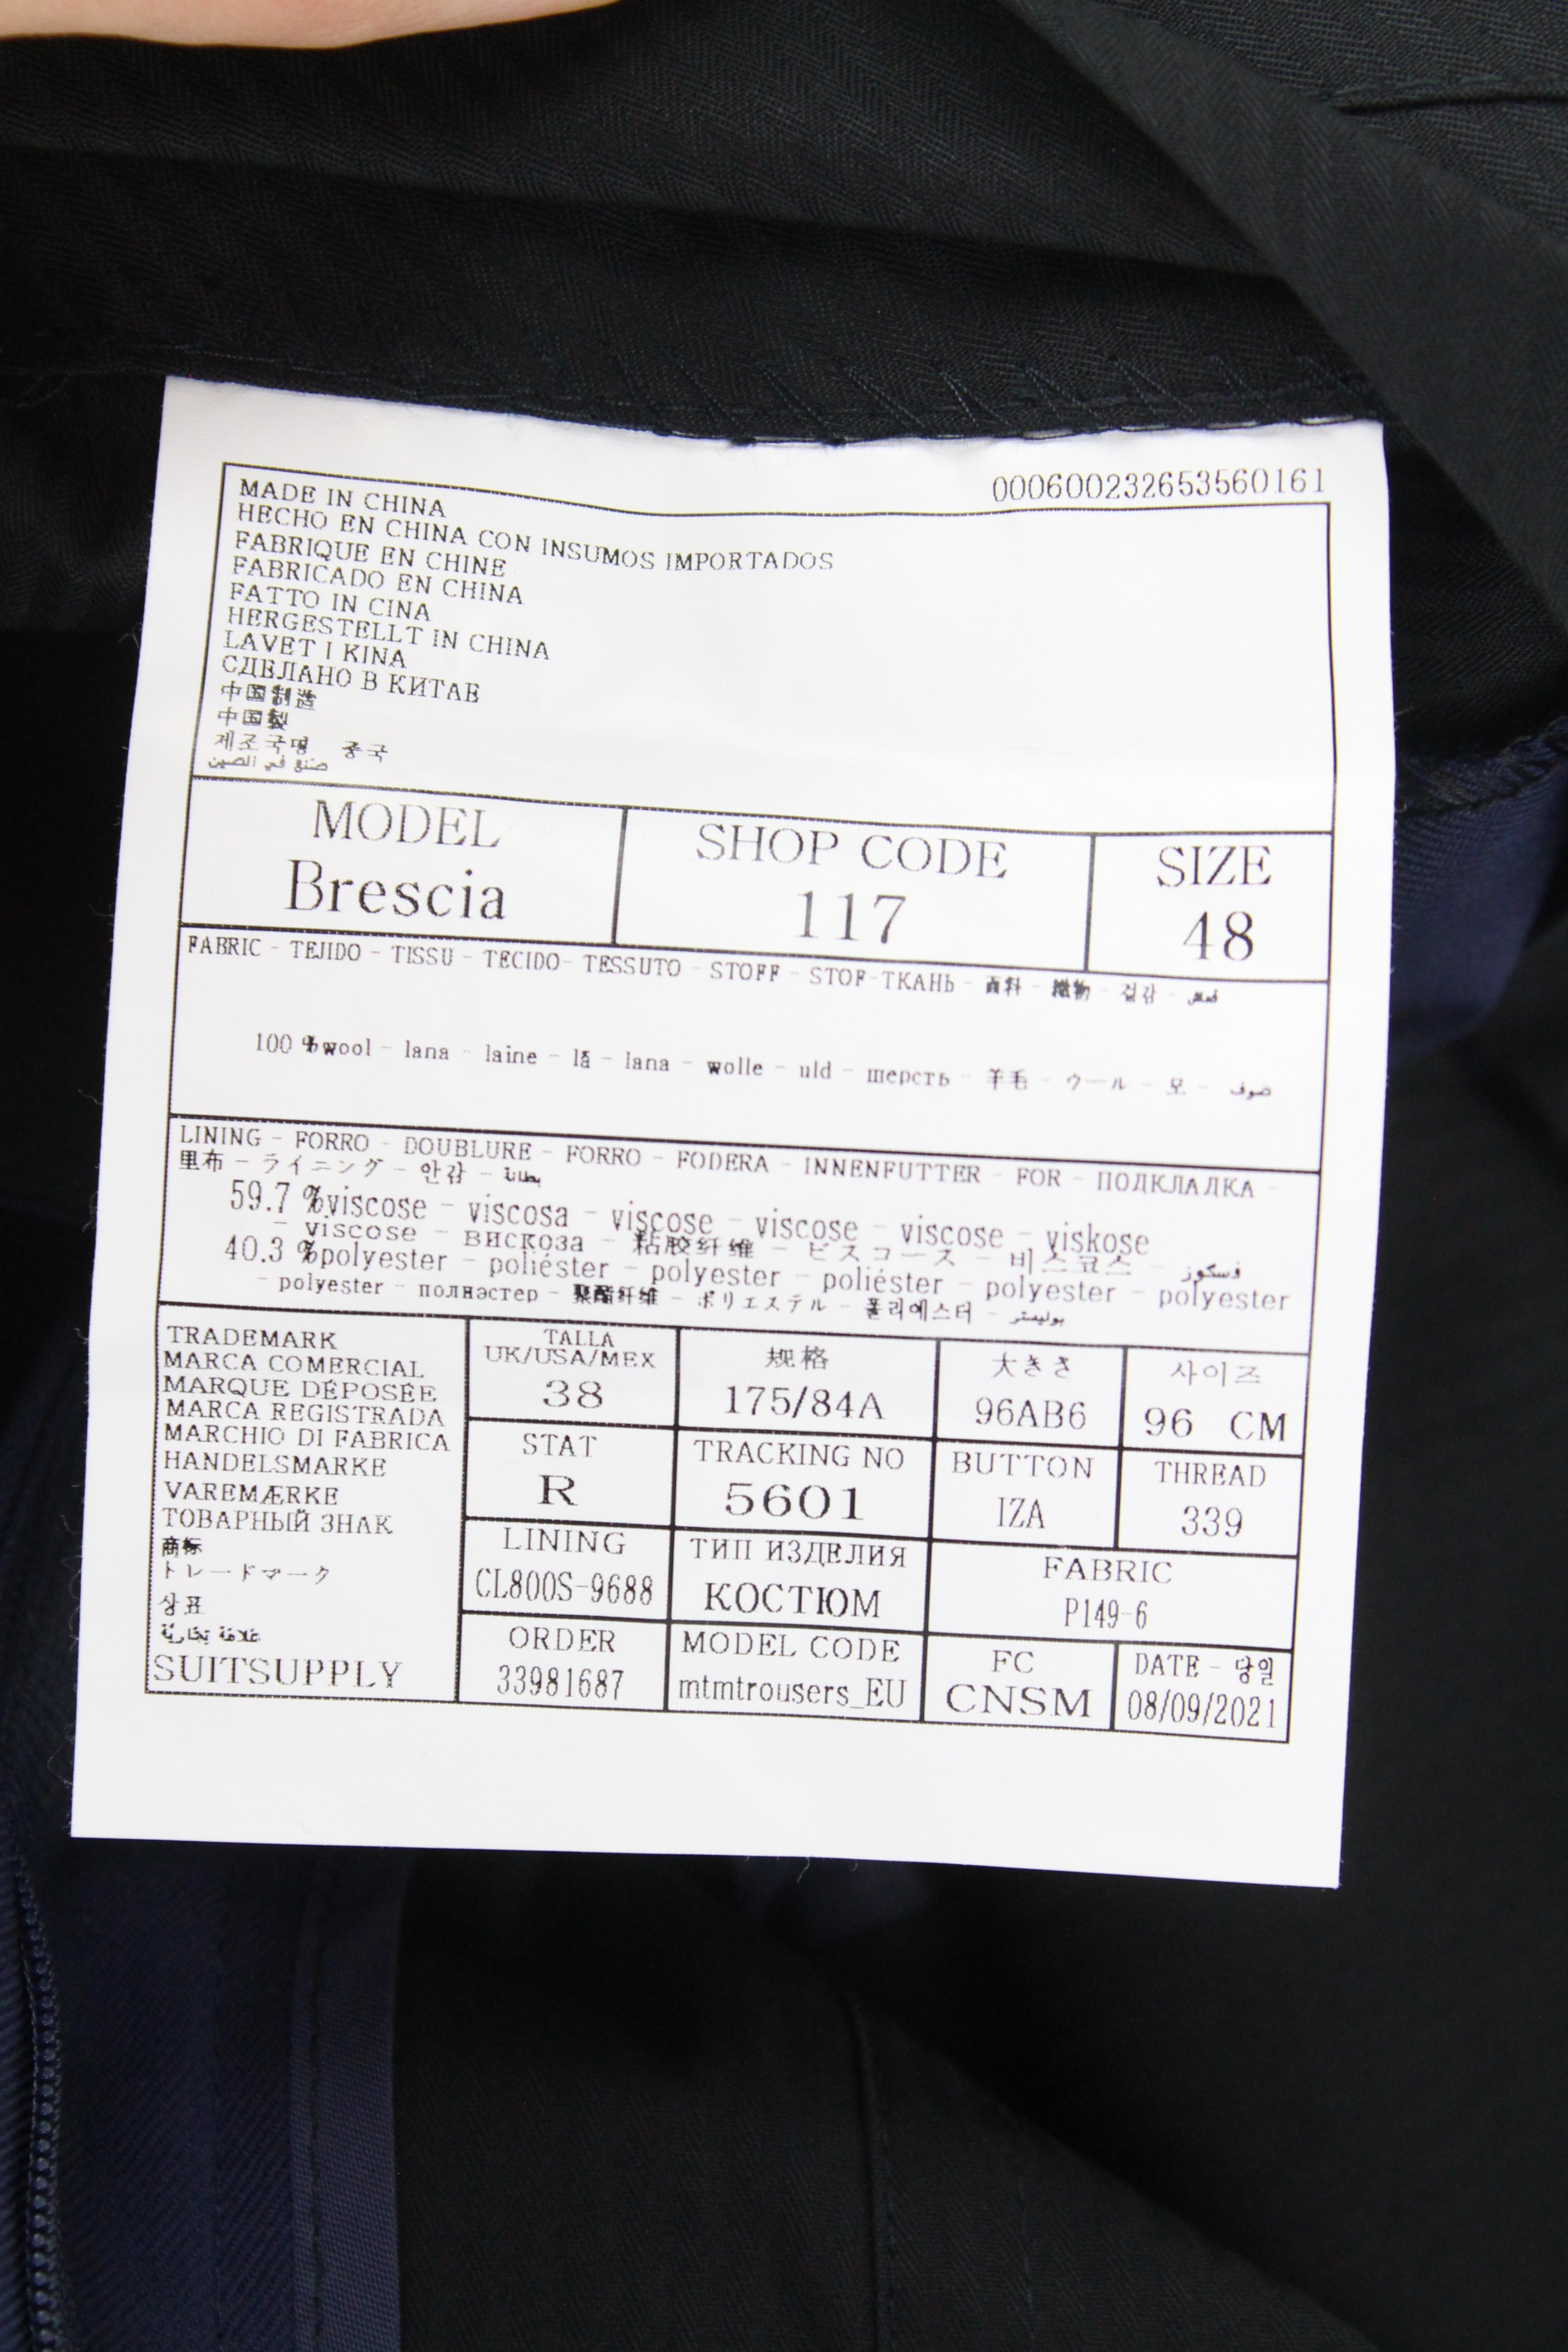 000600232653560161
MADE IN CHINA
HECHO EN CHINA CON INSUMOS IMPORTADOS
FABRIQUE EN CHINE
FABRICADO EN CHINA
FATTO IN CINA
HERGESTELLT IN CHINA
LAVET I KINA
СДЕЛАНО В КИТАЕ
中国制造
中国製
제조국명 중국
صنع في الصين
MODEL
Brescia
SHOP CODE
117
SIZE
48
FABRIC - TEJIDO - TISSU - TECIDO- TESSUTO - STOFF - STOF-ТКАНЬ - 面料 - 織物 - 겉감 - قماش
100 %wool - lana - laine - lã - lana - wolle - uld - шерсть - 羊毛 - ウール - 모 - صوف
LINING - FORRO - DOUBLURE - FORRO - FODERA - INNENFUTTER - FOR - ПОДКЛАДКА -
里布 - ライニング - 안감 - بطانة
59.7 %viscose - viscosa - viscose - viscose - viscose - viskose
- viscose - вискоза - 粘胶纤维 - ビスコース - 비스코스 - فسكوز
40.3 %polyester - poliéster - polyester - poliéster - polyester - polyester
- polyester - полиэстер - 聚酯纤维 - ポリエステル - 폴리에스터 - بوليستر
TRADEMARK
MARCA COMERCIAL
MARQUE DÉPOSÉE
MARCA REGISTRADA
MARCHIO DI FABRICA
HANDELSMARKE
VAREMÆRKE
ТОВАРНЫЙ ЗНАК
商标
トレードマーク
상표
علامة تجارية
SUITSUPPLY
TALLA
UK/USA/MEX
38
规格
175/84A
大きさ
96AB6
사이즈
96 CM
STAT
R
TRACKING NO
5601
BUTTON
IZA
THREAD
339
LINING
CL800S-9688
ТИП ИЗДЕЛИЯ
КОСТЮМ
FABRIC
P149-6
ORDER
33981687
MODEL CODE
mtmtrousers_EU
FC
CNSM
DATE - 당일
08/09/2021